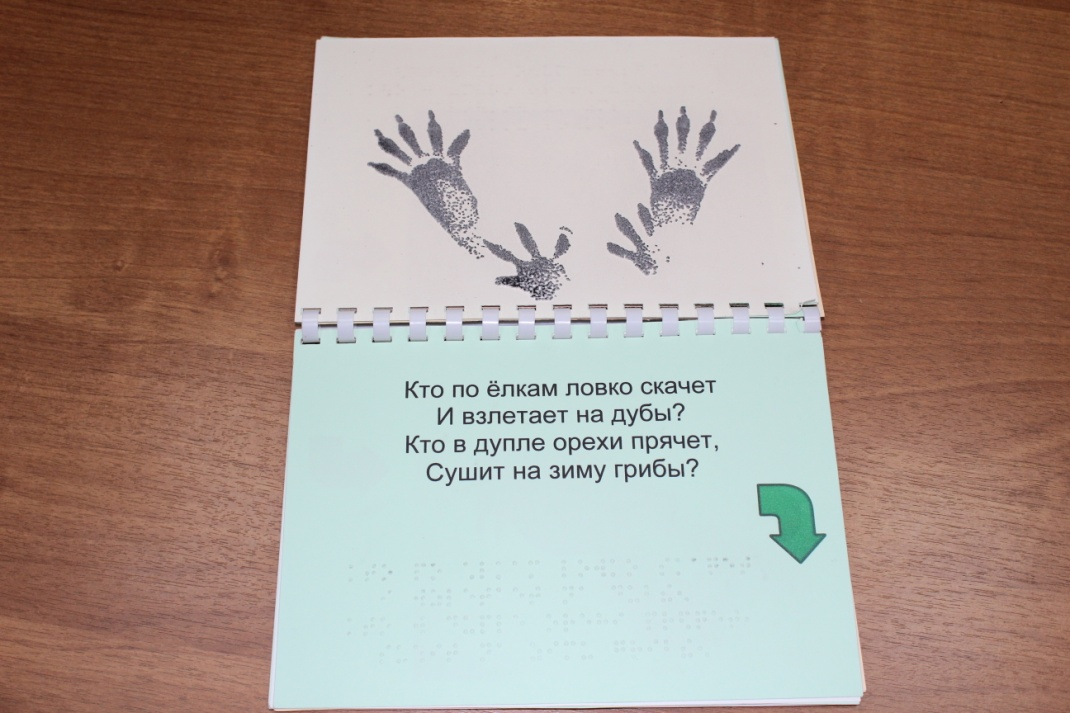 Кто по ёлкам ловко скачет
И взлетает на дубы?
Кто в дупле орехи прячет,
Сушит на зиму грибы?